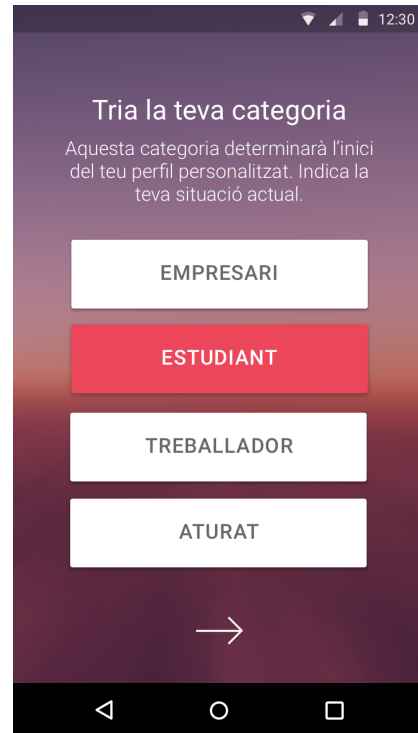 12:30
Tria la teva categoria
Aquesta categoria determinarà l'inici
del teu perfil personalitzat. Indica la
teva situació actual.
EMPRESARI
ESTUDIANT
TREBALLADOR
ATURAT